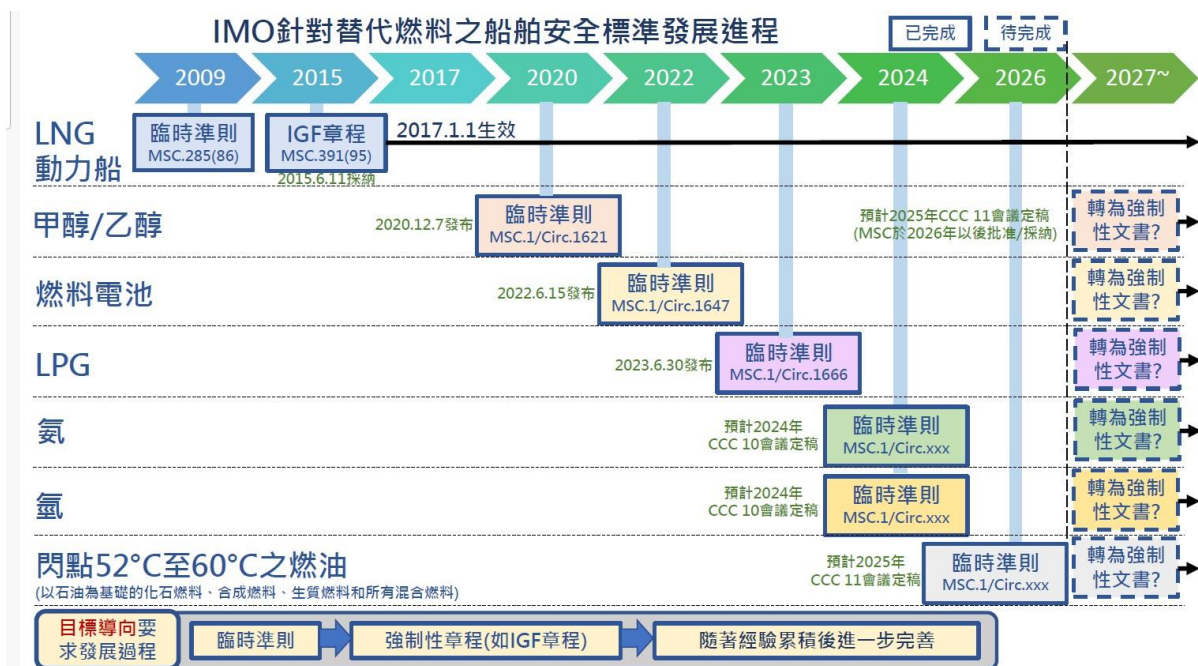 IMO針對替代燃料之船舶安全標準發展進程
已完成
待完成
2009
2015
2017
2020
2022
2023
2024
2026
2027~
LNG
動力船
臨時準則
MSC.285(86)
IGF章程
MSC.391(95)
2015.6.11採納
2017.1.1生效
甲醇/乙醇
2020.12.7發布
臨時準則
MSC.1/Circ.1621
預計2025年CCC 11會議定稿
(MSC於2026年以後批准/採納)
轉為強制
性文書?
燃料電池
2022.6.15發布
臨時準則
MSC.1/Circ.1647
轉為強制
性文書?
LPG
2023.6.30發布
臨時準則
MSC.1/Circ.1666
轉為強制
性文書?
氨
預計2024年
CCC 10會議定稿
臨時準則
MSC.1/Circ.xxx
轉為強制
性文書?
氫
預計2024年
CCC 10會議定稿
臨時準則
MSC.1/Circ.xxx
轉為強制
性文書?
閃點52°C至60°C之燃油
(以石油為基礎的化石燃料、合成燃料、生質燃料和所有混合燃料)
預計2025年
CCC 11會議定稿
臨時準則
MSC.1/Circ.xxx
轉為強制
性文書?
目標導向要
求發展過程
臨時準則
強制性章程(如IGF章程)
隨著經驗累積後進一步完善